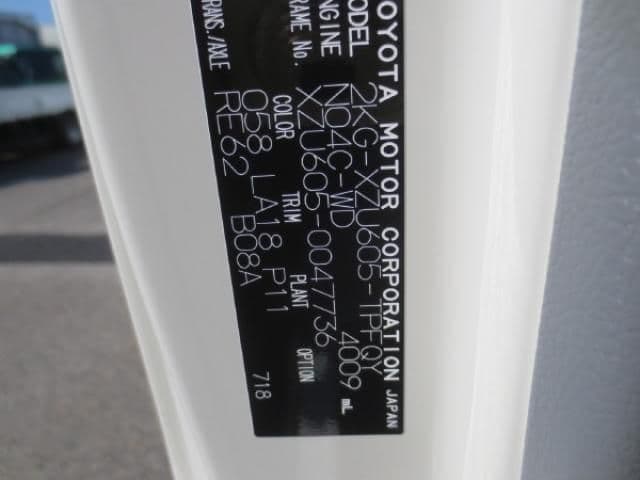 TOYOTA MOTOR CORPORATION JAPAN
MODEL 2KG-XZU605-TPFQY
ENGINE N04C-WD 4009 mL
FRAME No. XZU605-0047736
COLOR TRIM PLANT OPTION
058 LA18 P11
TRANS./AXLE RE62 B08A
718